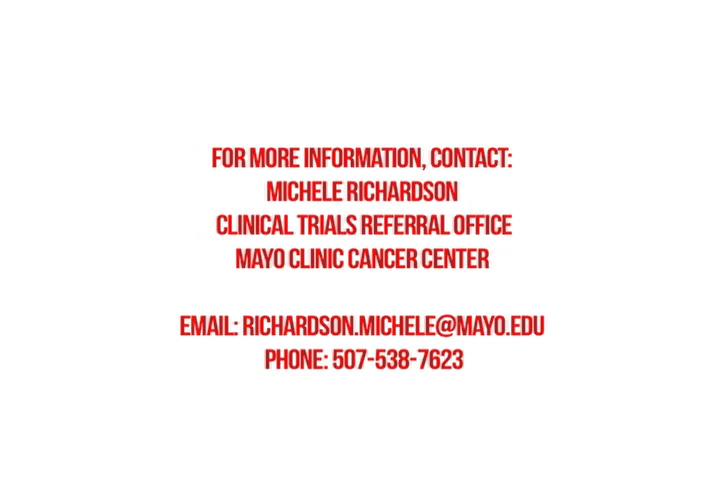 FOR MORE INFORMATION, CONTACT:
MICHELE RICHARDSON
CLINICAL TRIALS REFERRAL OFFICE
MAYO CLINIC CANCER CENTER
EMAIL: RICHARDSON.MICHELE@MAYO.EDU
PHONE: 507-538-7623